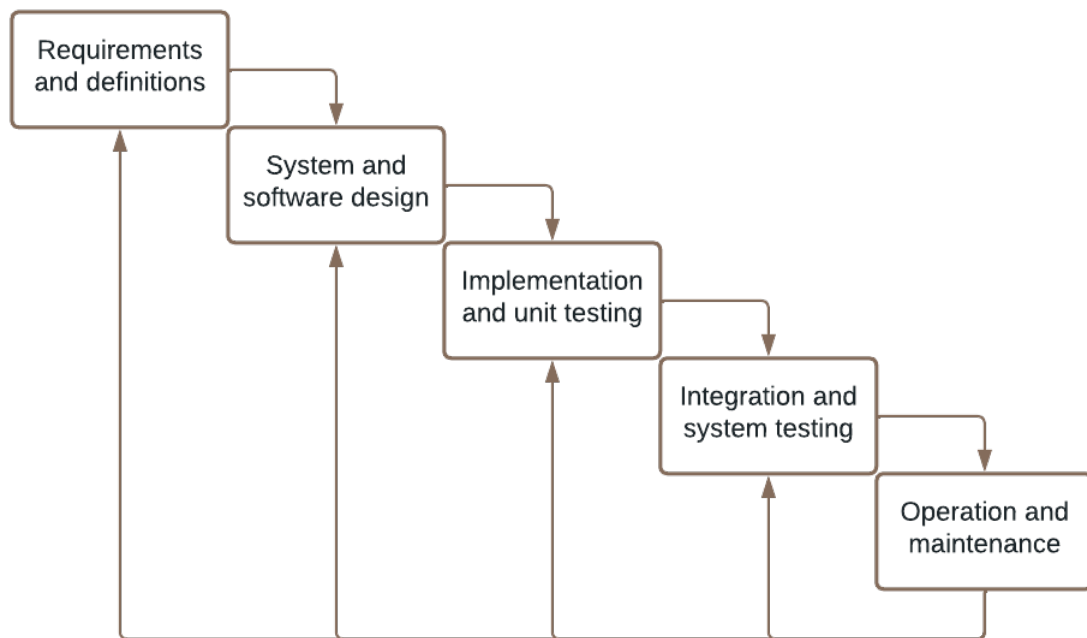 Requirements
and definitions
System and
software design
Implementation
and unit testing
Integration and
system testing
Operation and
maintenance